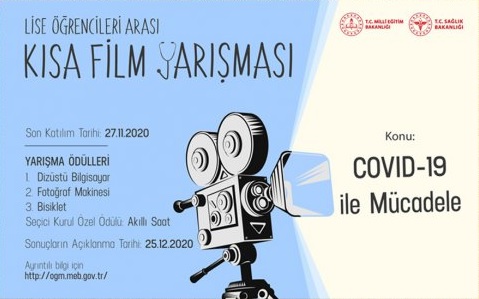 LİSE ÖĞRENCİLERİ ARASI
KISA FİLM YARIŞMASI
T.C. MİLLİ EĞİTİM
BAKANLIĞI
T.C. SAĞLIK
BAKANLIĞI
Son Katılım Tarihi: 27.11.2020
YARIŞMA ÖDÜLLERİ
1. Dizüstü Bilgisayar
2. Fotoğraf Makinesi
3. Bisiklet
Seçici Kurul Özel Ödülü: Akıllı Saat
Sonuçların Açıklanma Tarihi: 25.12.2020
Ayrıntılı bilgi için
http://ogm.meb.gov.tr/
Konu:
COVID-19
ile Mücadele